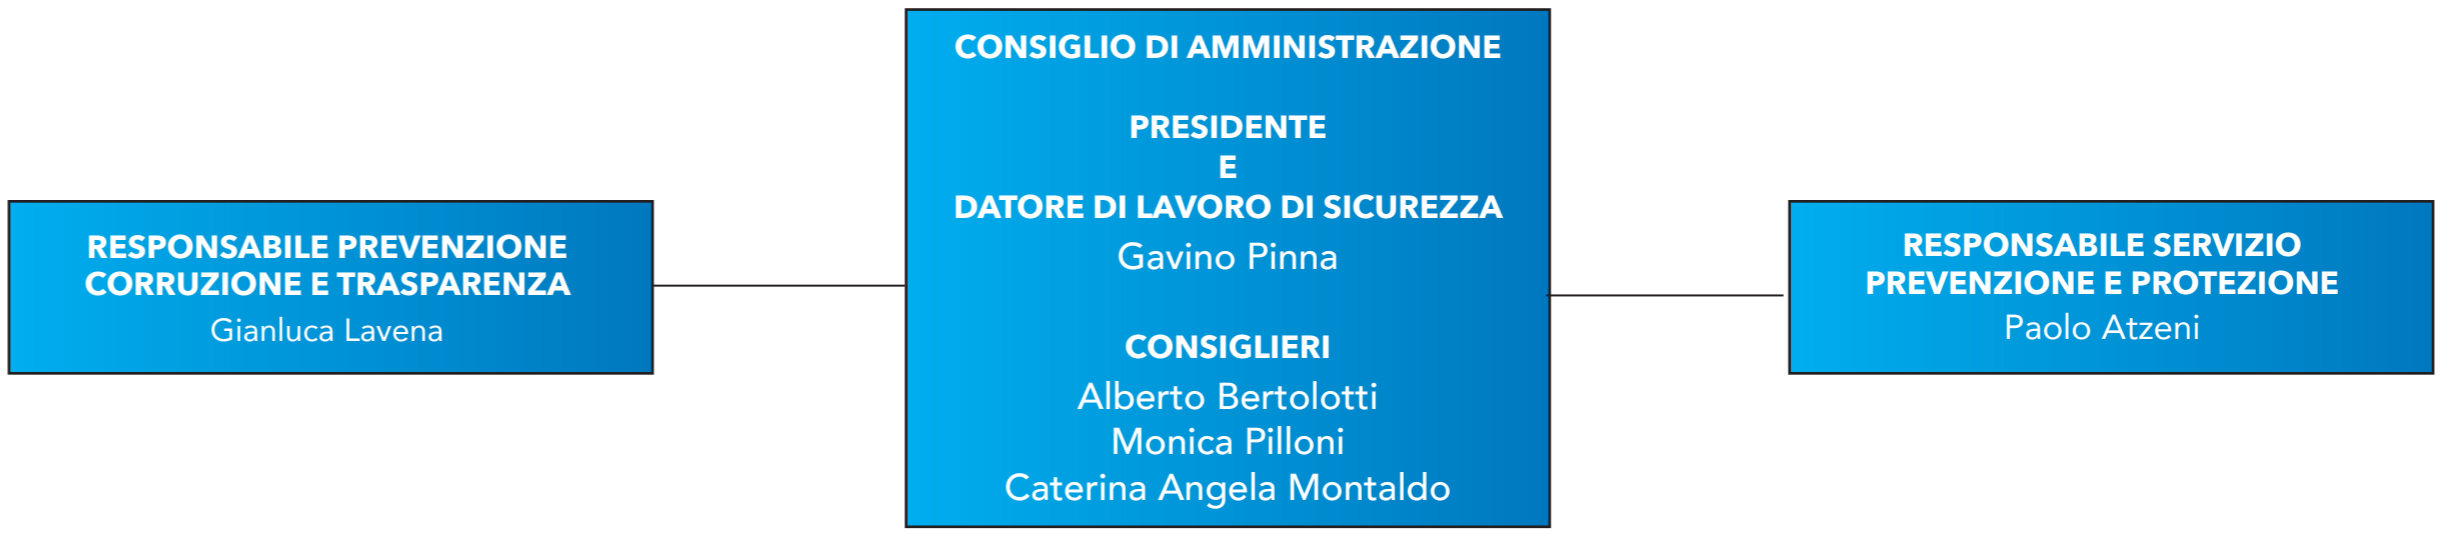 RESPONSABILE PREVENZIONE
CORRUZIONE E TRASPARENZA
Gianluca Lavena
CONSIGLIO DI AMMINISTRAZIONE
PRESIDENTE
E
DATORE DI LAVORO DI SICUREZZA
Gavino Pinna
CONSIGLIERI
Alberto Bertolotti
Monica Pilloni
Caterina Angela Montaldo
RESPONSABILE SERVIZIO
PREVENZIONE E PROTEZIONE
Paolo Atzeni